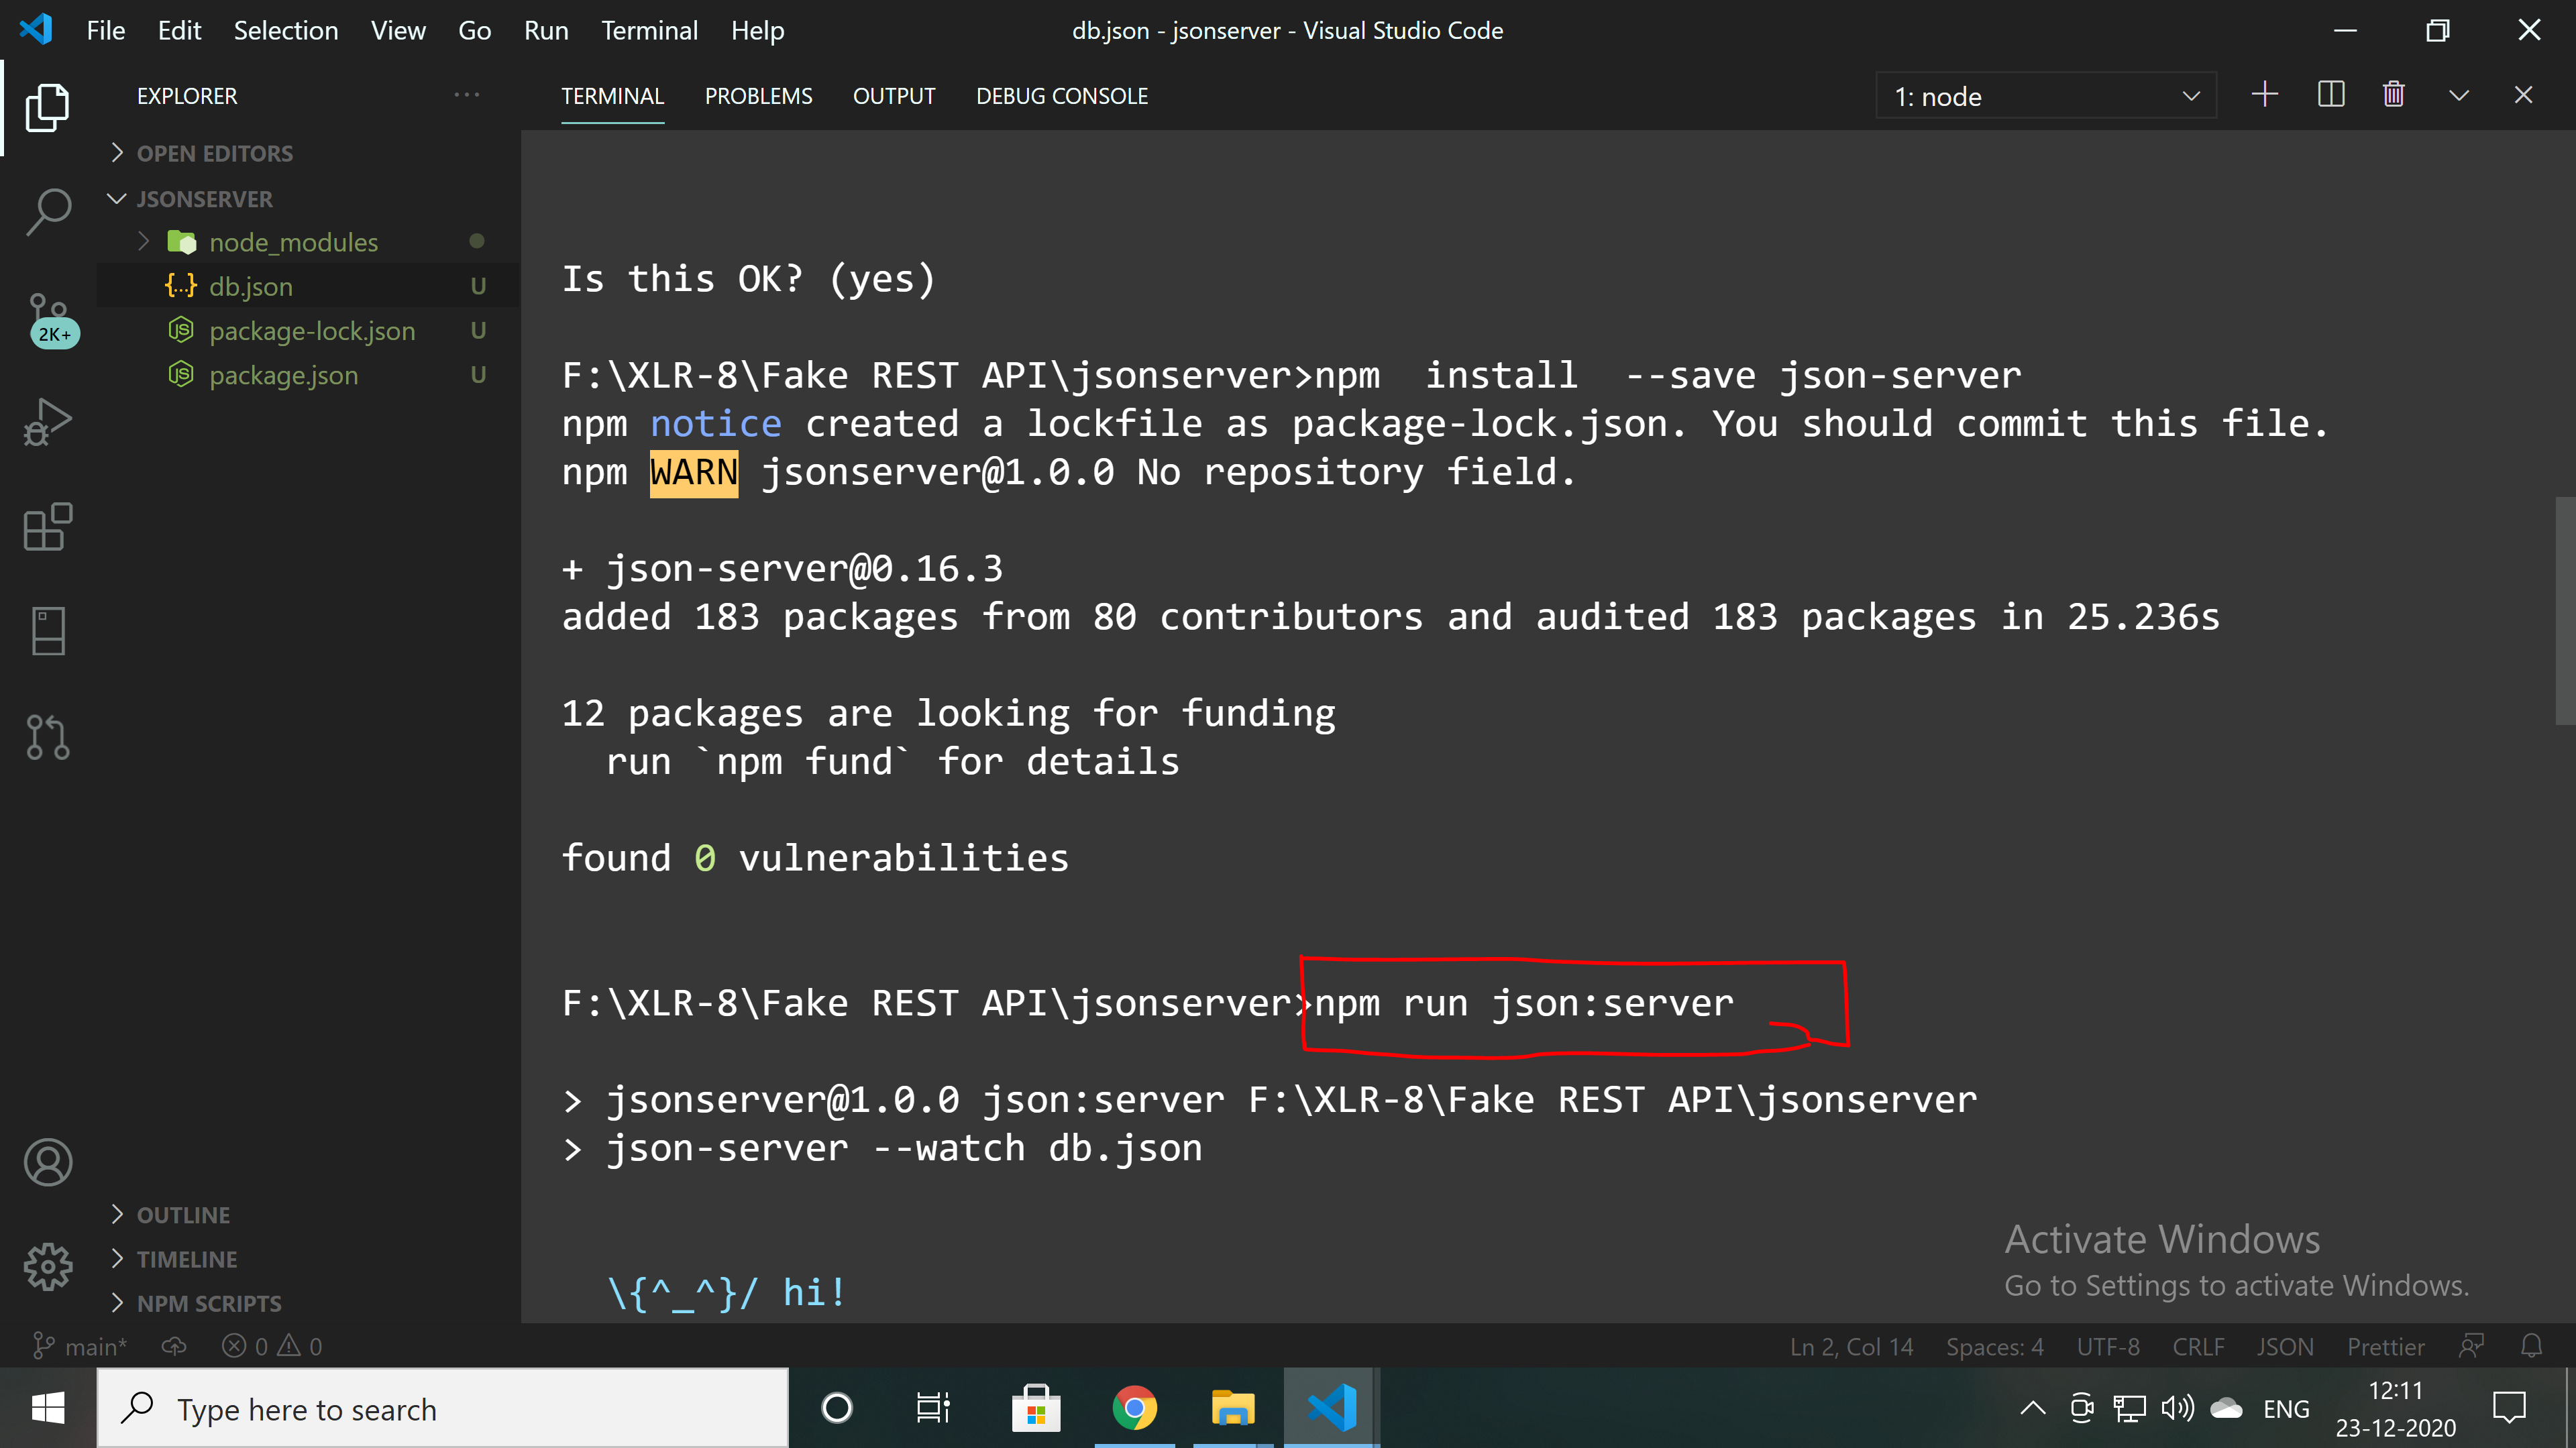 File Edit Selection View Go Run Terminal Help
db.json - jsonserver - Visual Studio Code
EXPLORER
OPEN EDITORS
JSONSERVER
node_modules
db.json U
package-lock.json U
package.json U
2K+
OUTLINE
TIMELINE
NPM SCRIPTS
TERMINAL PROBLEMS OUTPUT DEBUG CONSOLE
1: node
Is this OK? (yes)
F:\XLR-8\Fake REST API\jsonserver>npm  install  --save json-server
npm notice created a lockfile as package-lock.json. You should commit this file.
npm WARN jsonserver@1.0.0 No repository field.
+ json-server@0.16.3
added 183 packages from 80 contributors and audited 183 packages in 25.236s
12 packages are looking for funding
run `npm fund` for details
found 0 vulnerabilities
F:\XLR-8\Fake REST API\jsonserver>npm run json:server
> jsonserver@1.0.0 json:server F:\XLR-8\Fake REST API\jsonserver
> json-server --watch db.json
\{^_^}/ hi!
Activate Windows
Go to Settings to activate Windows.
main* 0 0
Ln 2, Col 14 Spaces: 4 UTF-8 CRLF JSON Prettier
Type here to search
ENG
12:11
23-12-2020